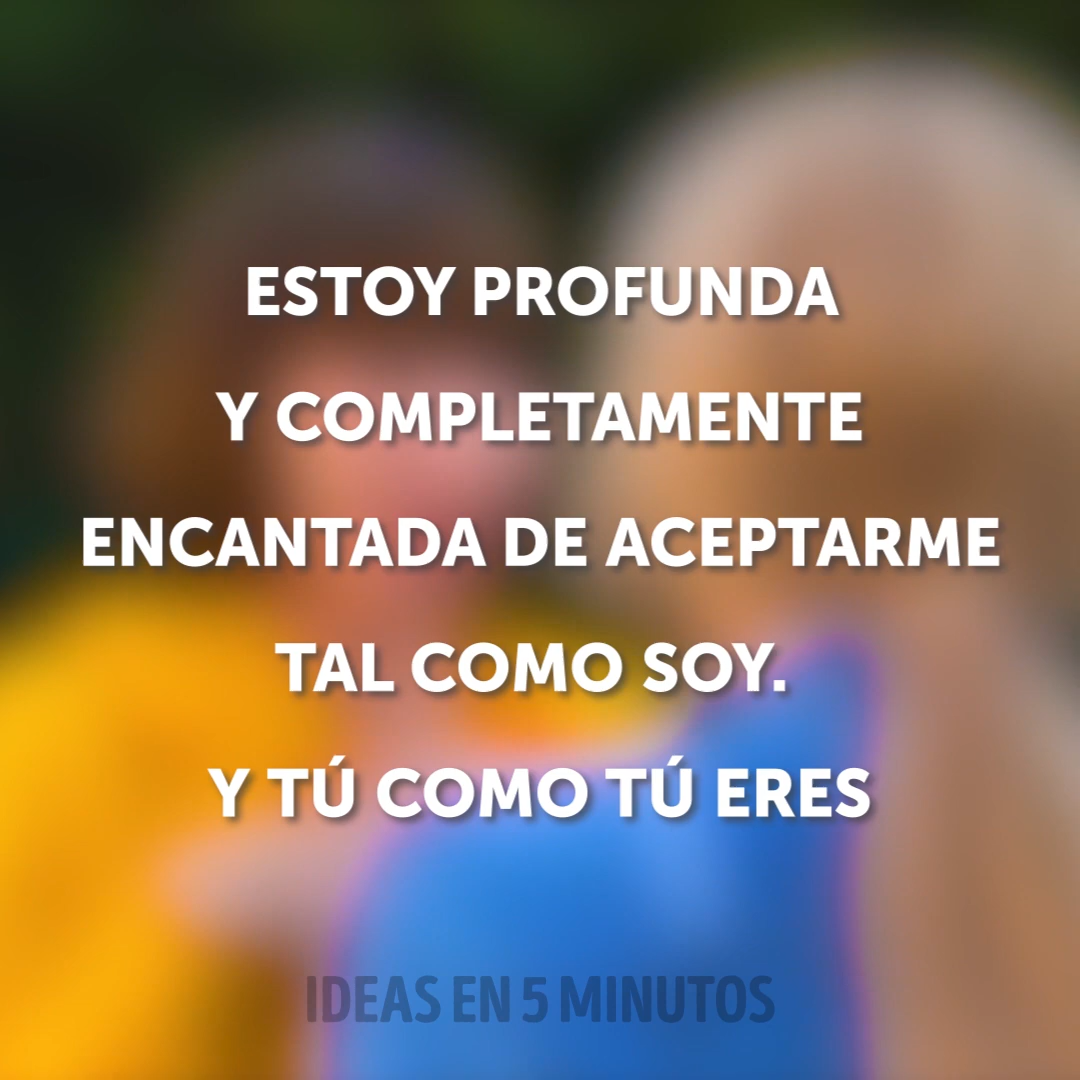 ESTOY PROFUNDA
Y COMPLETAMENTE
ENCANTADA DE ACEPTARME
TAL COMO SOY.
Y TÚ COMO TÚ ERES
IDEAS EN 5 MINUTOS